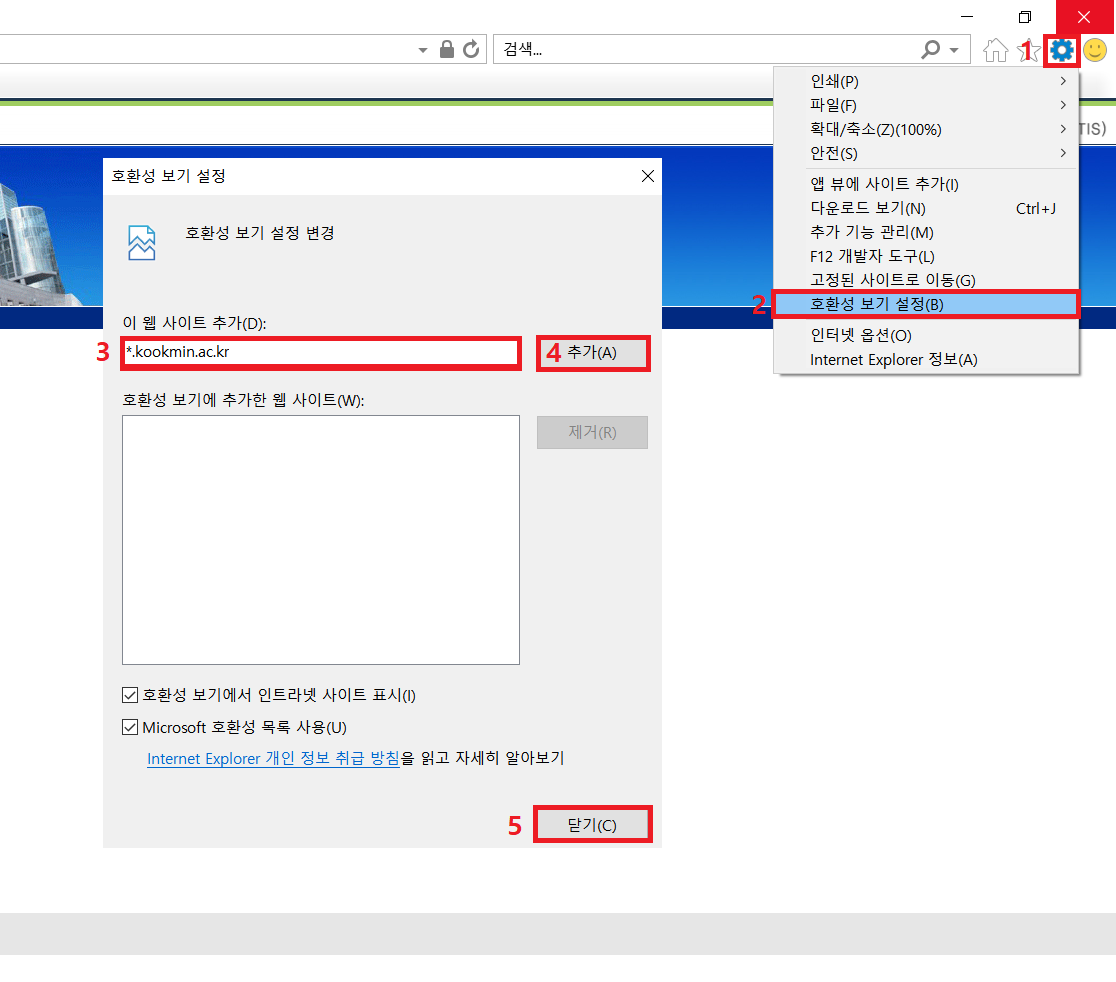 검색...
1
인쇄(P)
파일(F)
확대/축소(Z)(100%)
안전(S)
앱 뷰에 사이트 추가(I)
다운로드 보기(N) Ctrl+J
추가 기능 관리(M)
F12 개발자 도구(L)
고정된 사이트로 이동(G)
2 호환성 보기 설정(B)
인터넷 옵션(O)
Internet Explorer 정보(A)
TIS)
호환성 보기 설정
호환성 보기 설정 변경
이 웹 사이트 추가(D):
3 *.kookmin.ac.kr
4 추가(A)
호환성 보기에 추가한 웹 사이트(W):
제거(R)
호환성 보기에서 인트라넷 사이트 표시(I)
Microsoft 호환성 목록 사용(U)
Internet Explorer 개인 정보 취급 방침을 읽고 자세히 알아보기
5 닫기(C)